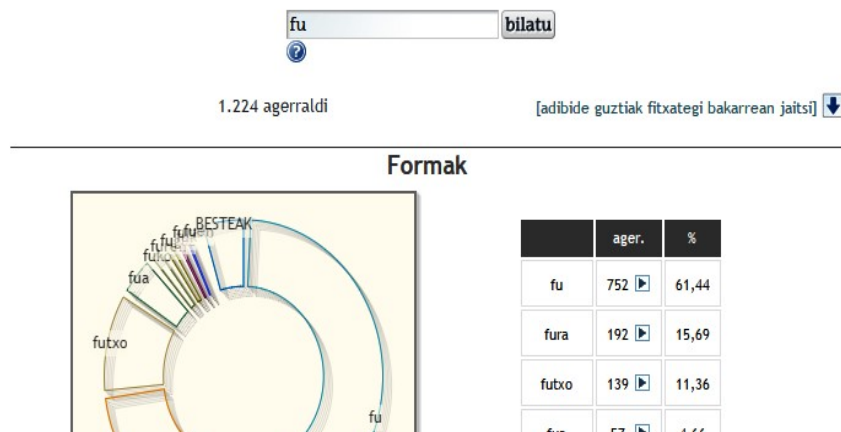 fu bilatu
1.224 agerraldi [adibide guztiak fitxategi bakarrean jaitsi]
Formak
BESTEAK
fua
futxo
fu
ager. %
fu 752 61,44
fura 192 15,69
futxo 139 11,36